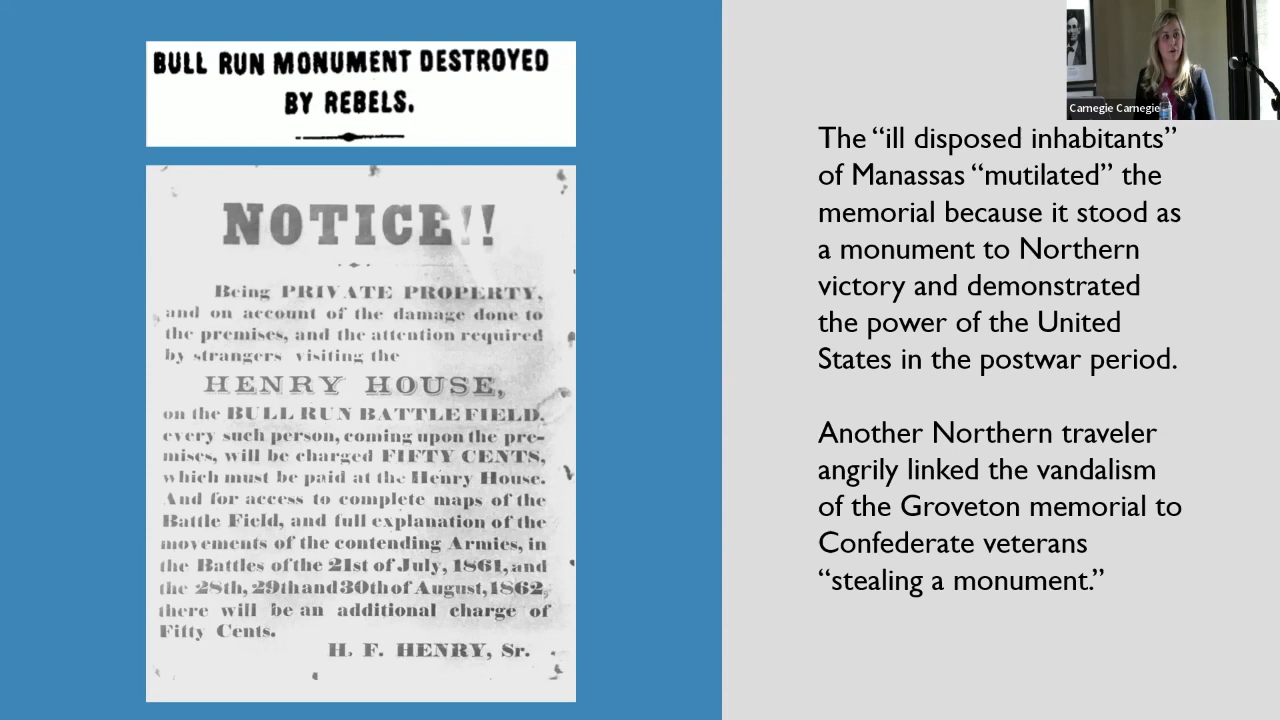 BULL RUN MONUMENT DESTROYED
BY REBELS.
NOTICE!!
Being PRIVATE PROPERTY,
and on account of the damage done to
the premises, and the attention required
by strangers visiting the
HENRY HOUSE,
on the BULL RUN BATTLEFIELD,
every such person, coming upon the pre-
mises, will be charged FIFTY CENTS,
which must be paid at the Henry House.
And for access to complete maps of the
Battle Field, and full explanation of the
movements of the contending Armies, in
the Battles of the 21st of July, 1861, and
the 28th, 29th and 30th of August, 1862,
there will be an additional charge of
Fifty Cents.
H. F. HENRY, Sr.
The “ill disposed inhabitants”
of Manassas “mutilated” the
memorial because it stood as
a monument to Northern
victory and demonstrated
the power of the United
States in the postwar period.
Another Northern traveler
angrily linked the vandalism
of the Groveton memorial to
Confederate veterans
“stealing a monument.”
Carnegie Carnegie